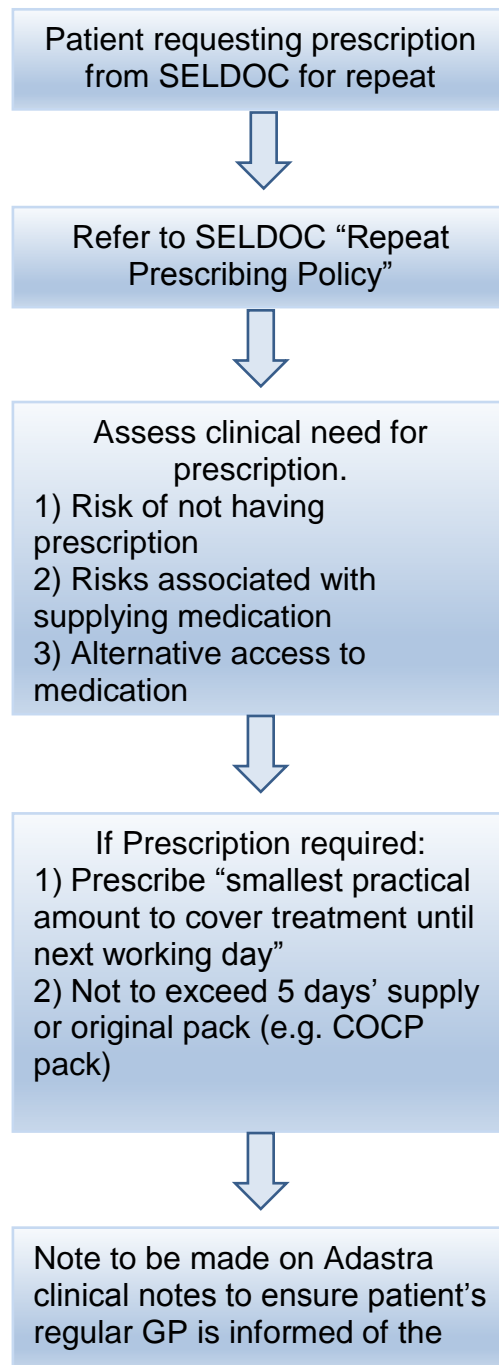 Patient requesting prescription
from SELDOC for repeat
Refer to SELDOC “Repeat
Prescribing Policy”
Assess clinical need for
prescription.
1) Risk of not having
prescription
2) Risks associated with
supplying medication
3) Alternative access to
medication
If Prescription required:
1) Prescribe “smallest practical
amount to cover treatment until
next working day”
2) Not to exceed 5 days’ supply
or original pack (e.g. COCP
pack)
Note to be made on Adastra
clinical notes to ensure patient’s
regular GP is informed of the